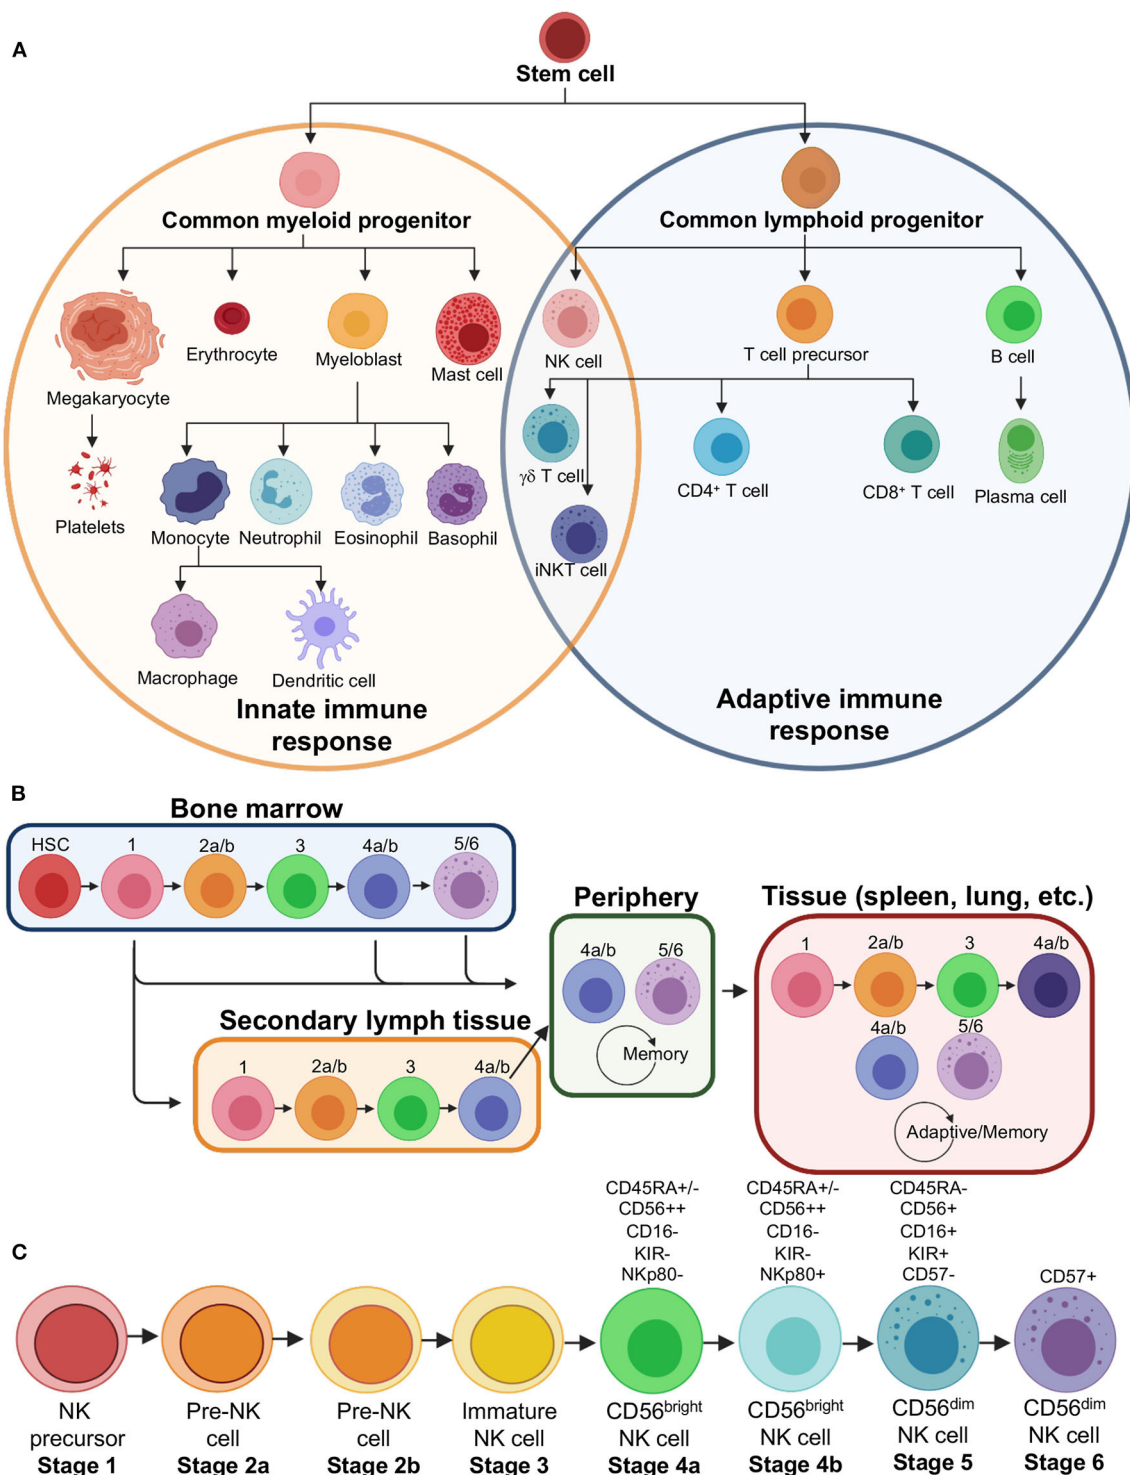 A
Stem cell
Common myeloid progenitor
Common lymphoid progenitor
Megakaryocyte
Erythrocyte
Myeloblast
Mast cell
NK cell
T cell precursor
B cell
Platelets
Monocyte
Neutrophil
Eosinophil
Basophil
γδ T cell
iNKT cell
CD4⁺ T cell
CD8⁺ T cell
Plasma cell
Macrophage
Dendritic cell
Innate immune
response
Adaptive immune
response
B
Bone marrow
HSC
1
2a/b
3
4a/b
5/6
Secondary lymph tissue
1
2a/b
3
4a/b
Periphery
4a/b
5/6
Memory
Tissue (spleen, lung, etc.)
1
2a/b
3
4a/b
4a/b
5/6
Adaptive/Memory
C
NK
precursor
Stage 1
Pre-NK
cell
Stage 2a
Pre-NK
cell
Stage 2b
Immature
NK cell
Stage 3
CD45RA+/-
CD56++
CD16-
KIR-
NKp80-
CD56bright
NK cell
Stage 4a
CD45RA+/-
CD56++
CD16-
KIR-
NKp80+
CD56bright
NK cell
Stage 4b
CD45RA-
CD56+
CD16+
KIR+
CD57-
CD56dim
NK cell
Stage 5
CD57+
CD56dim
NK cell
Stage 6